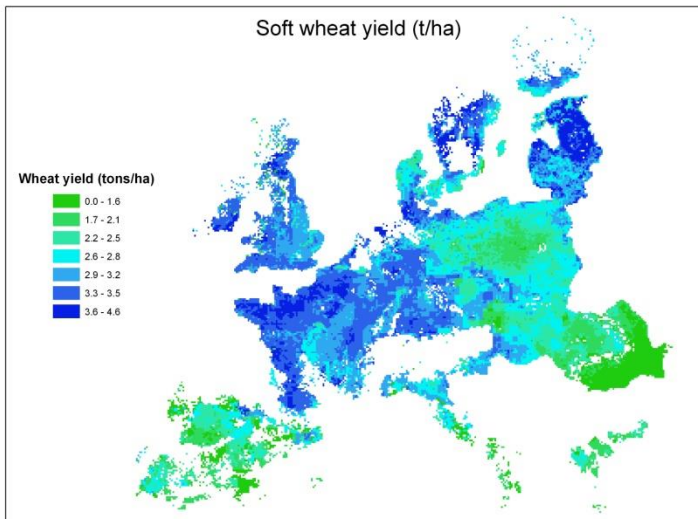 Soft wheat yield (t/ha)
Wheat yield (tons/ha)
0.0 - 1.6
1.7 - 2.1
2.2 - 2.5
2.6 - 2.8
2.9 - 3.2
3.3 - 3.5
3.6 - 4.6